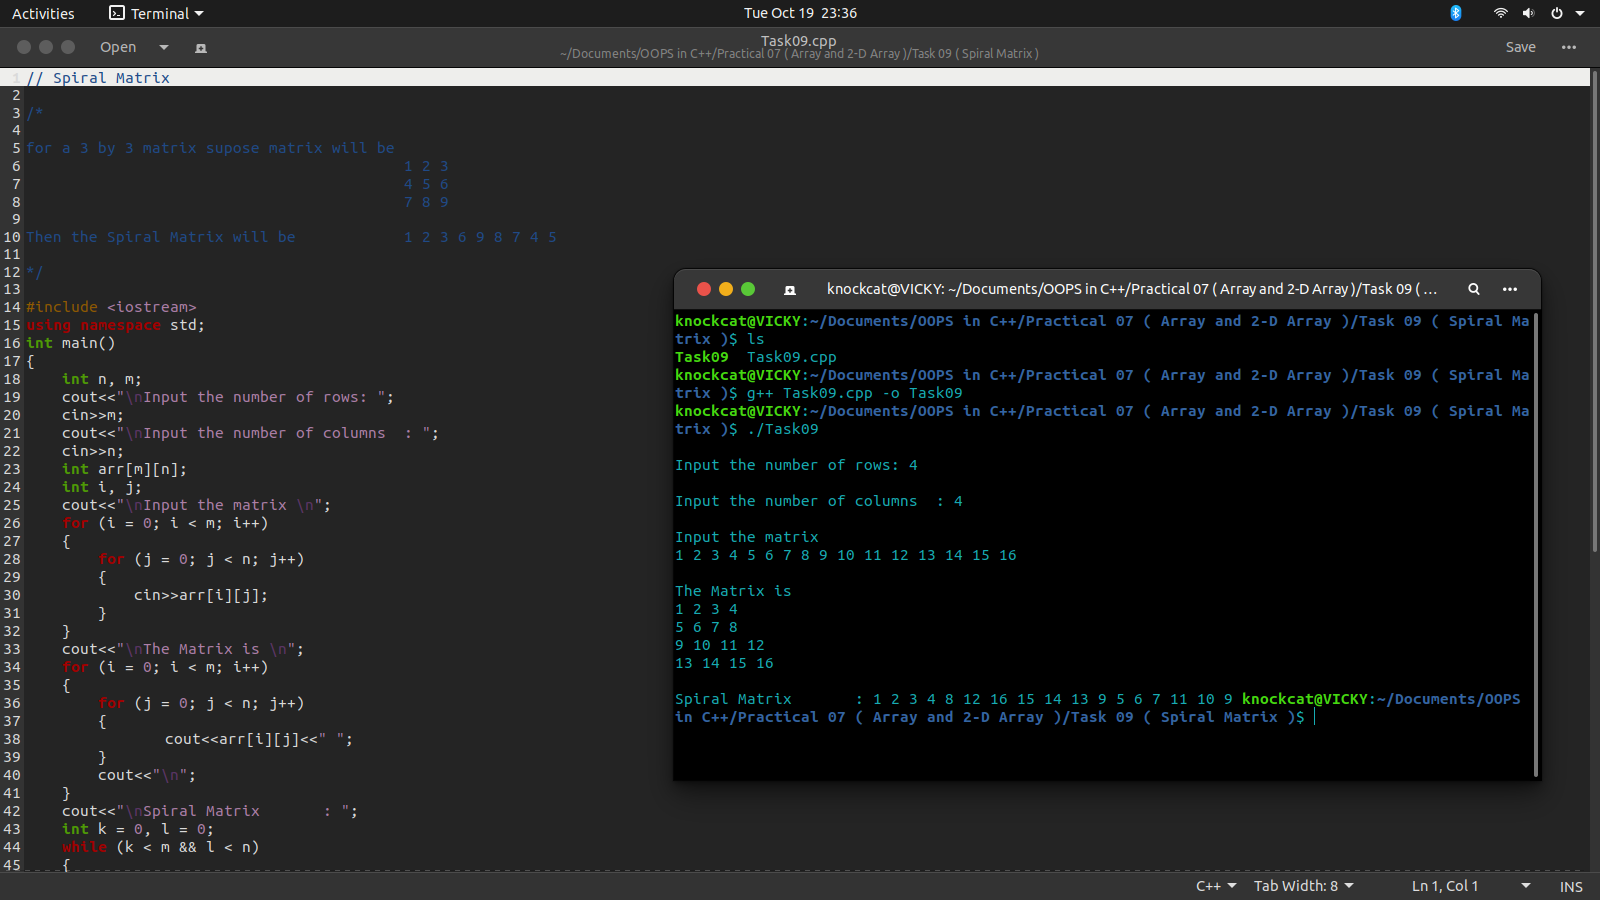 Activities Terminal Tue Oct 19 23:36
Open Task09.cpp Save
~/Documents/OOPS in C++/Practical 07 ( Array and 2-D Array )/Task 09 ( Spiral Matrix )
1 // Spiral Matrix
2
3 /*
4
5 for a 3 by 3 matrix supose matrix will be
6 1 2 3
7 4 5 6
8 7 8 9
9
10 Then the Spiral Matrix will be 1 2 3 6 9 8 7 4 5
11
12 */
13
14 #include <iostream>
15 using namespace std;
16 int main()
17 {
18 int n, m;
19 cout<<"\nInput the number of rows: ";
20 cin>>m;
21 cout<<"\nInput the number of columns  : ";
22 cin>>n;
23 int arr[m][n];
24 int i, j;
25 cout<<"\nInput the matrix \n";
26 for (i = 0; i < m; i++)
27 {
28 for (j = 0; j < n; j++)
29 {
30 cin>>arr[i][j];
31 }
32 }
33 cout<<"\nThe Matrix is \n";
34 for (i = 0; i < m; i++)
35 {
36 for (j = 0; j < n; j++)
37 {
38 cout<<arr[i][j]<<" ";
39 }
40 cout<<"\n";
41 }
42 cout<<"\nSpiral Matrix       : ";
43 int k = 0, l = 0;
44 while (k < m && l < n)
45 {
knockcat@VICKY: ~/Documents/OOPS in C++/Practical 07 ( Array and 2-D Array )/Task 09 ( ...
knockcat@VICKY:~/Documents/OOPS in C++/Practical 07 ( Array and 2-D Array )/Task 09 ( Spiral Ma
trix )$ ls
Task09  Task09.cpp
knockcat@VICKY:~/Documents/OOPS in C++/Practical 07 ( Array and 2-D Array )/Task 09 ( Spiral Ma
trix )$ g++ Task09.cpp -o Task09
knockcat@VICKY:~/Documents/OOPS in C++/Practical 07 ( Array and 2-D Array )/Task 09 ( Spiral Ma
trix )$ ./Task09
Input the number of rows: 4
Input the number of columns  : 4
Input the matrix
1 2 3 4 5 6 7 8 9 10 11 12 13 14 15 16
The Matrix is
1 2 3 4
5 6 7 8
9 10 11 12
13 14 15 16
Spiral Matrix       : 1 2 3 4 8 12 16 15 14 13 9 5 6 7 11 10 9 knockcat@VICKY:~/Documents/OOPS
in C++/Practical 07 ( Array and 2-D Array )/Task 09 ( Spiral Matrix )$
C++ Tab Width: 8 Ln 1, Col 1 INS